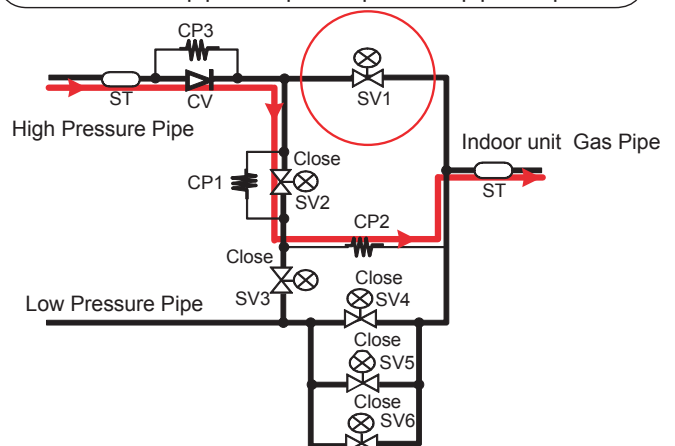 CP3
ST
CV
SV1
High Pressure Pipe
Indoor unit Gas Pipe
Close
CP1
SV2
ST
CP2
Close
SV3
Close
SV4
Low Pressure Pipe
Close
SV5
Close
SV6